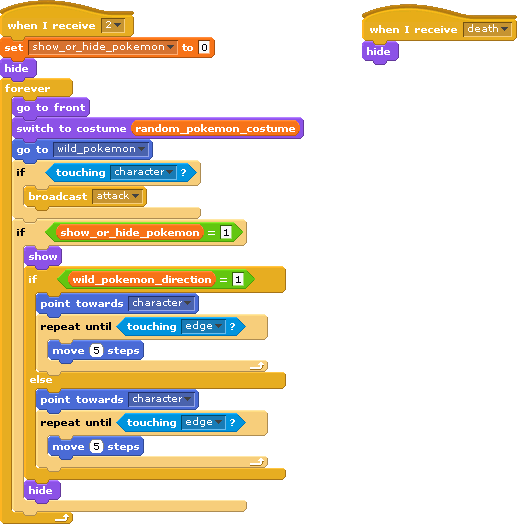 when I receive 2
set show_or_hide_pokemon to 0
hide
forever
go to front
switch to costume random_pokemon_costume
go to wild_pokemon
if touching character ?
broadcast attack
if show_or_hide_pokemon = 1
show
if wild_pokemon_direction = 1
point towards character
repeat until touching edge ?
move 5 steps
else
point towards character
repeat until touching edge ?
move 5 steps
hide
when I receive death
hide